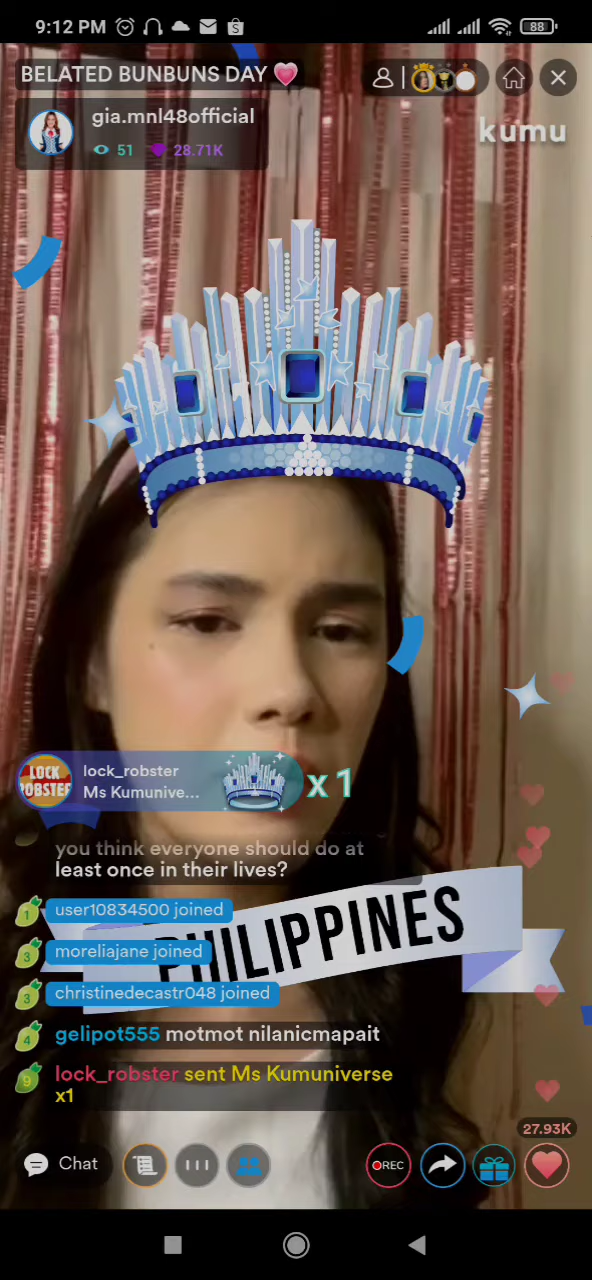 9:12 PM
88
BELATED BUNBUNS DAY
gia.mnl48official
51
28.71K
kumu
LOCK
ROBSTER
lock_robster
Ms Kumunive...
x 1
you think everyone should do at
least once in their lives?
1
user10834500 joined
3
moreliajane joined
3
christinedecastr048 joined
PHILIPPINES
4
gelipot555 motmot nilanicmapait
9
lock_robster sent Ms Kumuniverse
x1
27.93K
Chat
REC